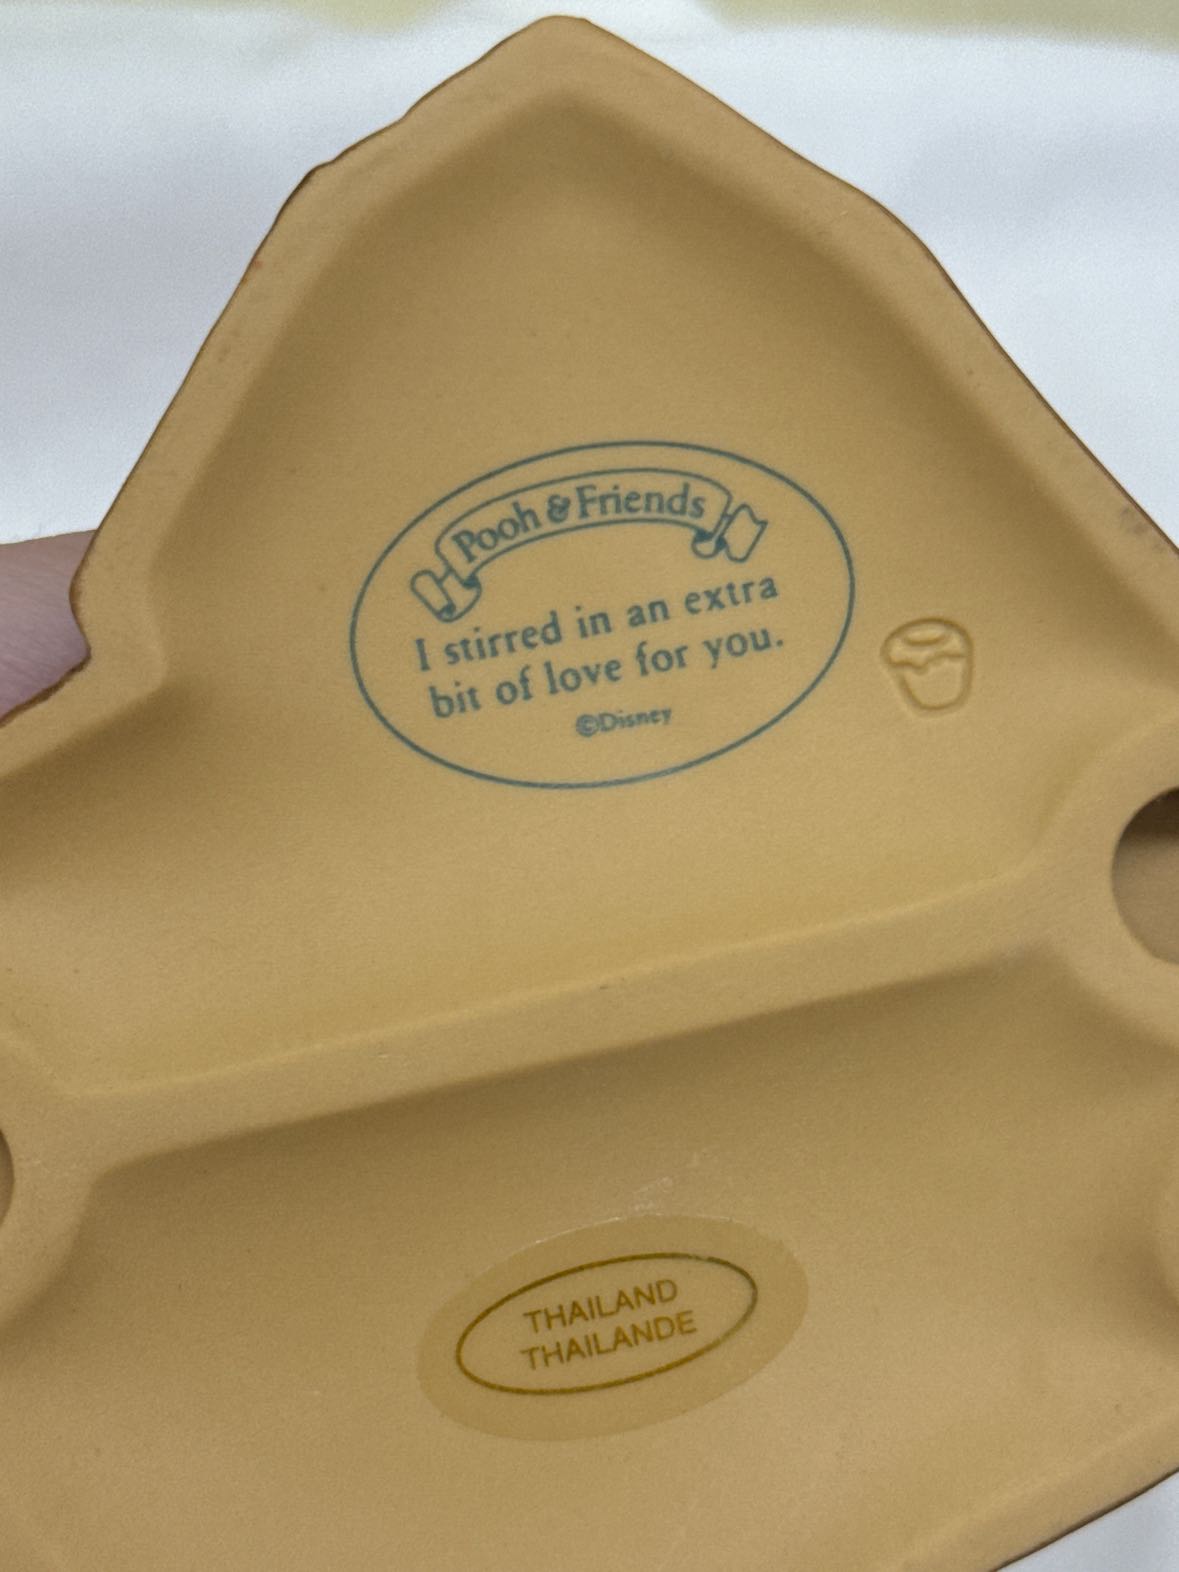 Pooh & Friends
I stirred in an extra
bit of love for you.
©Disney
THAILAND
THAILANDE